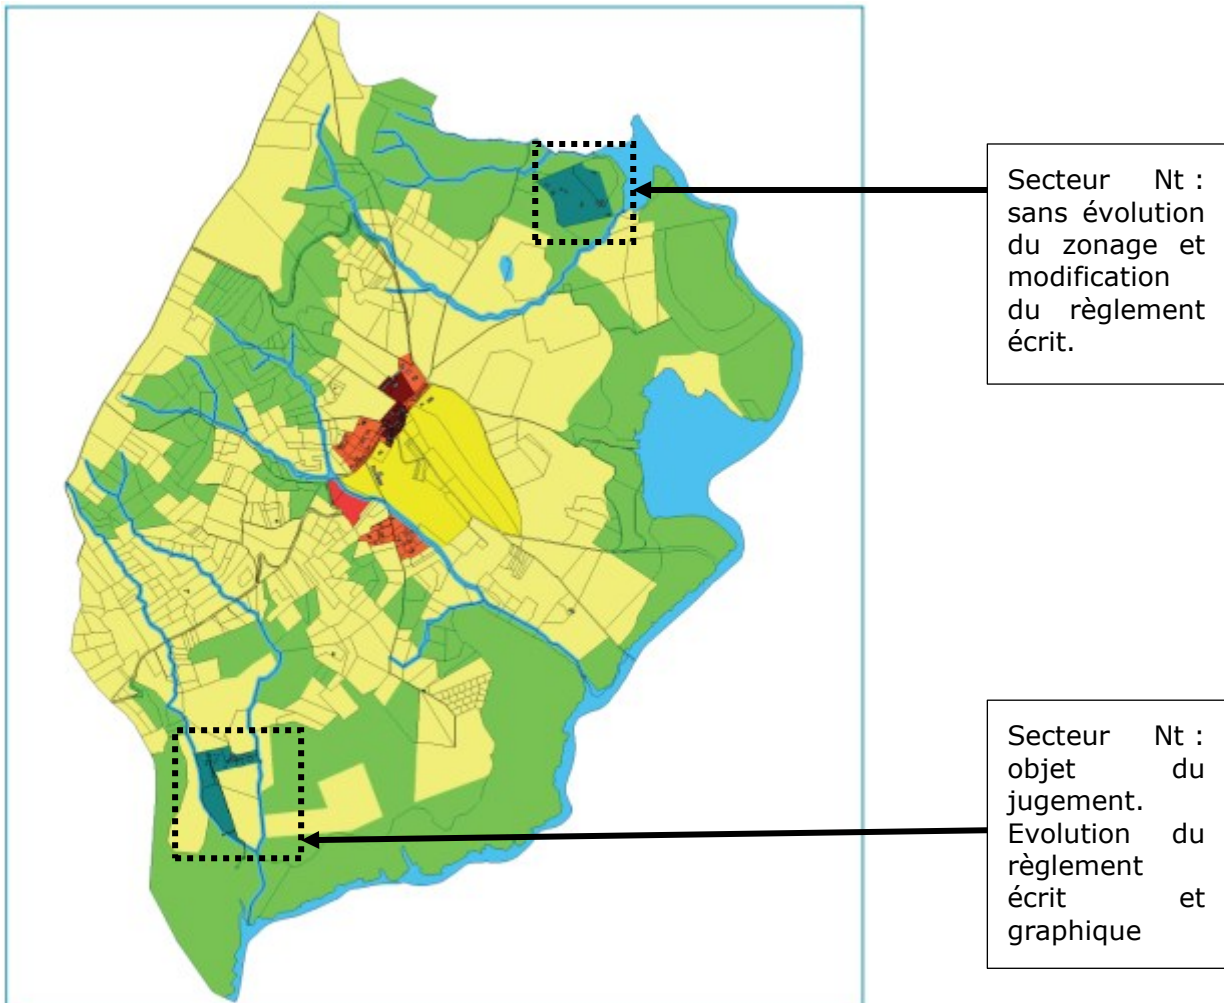 Secteur Nt :
sans évolution
du zonage et
modification
du règlement
écrit.
Secteur Nt :
objet du
jugement.
Evolution du
règlement
écrit et
graphique